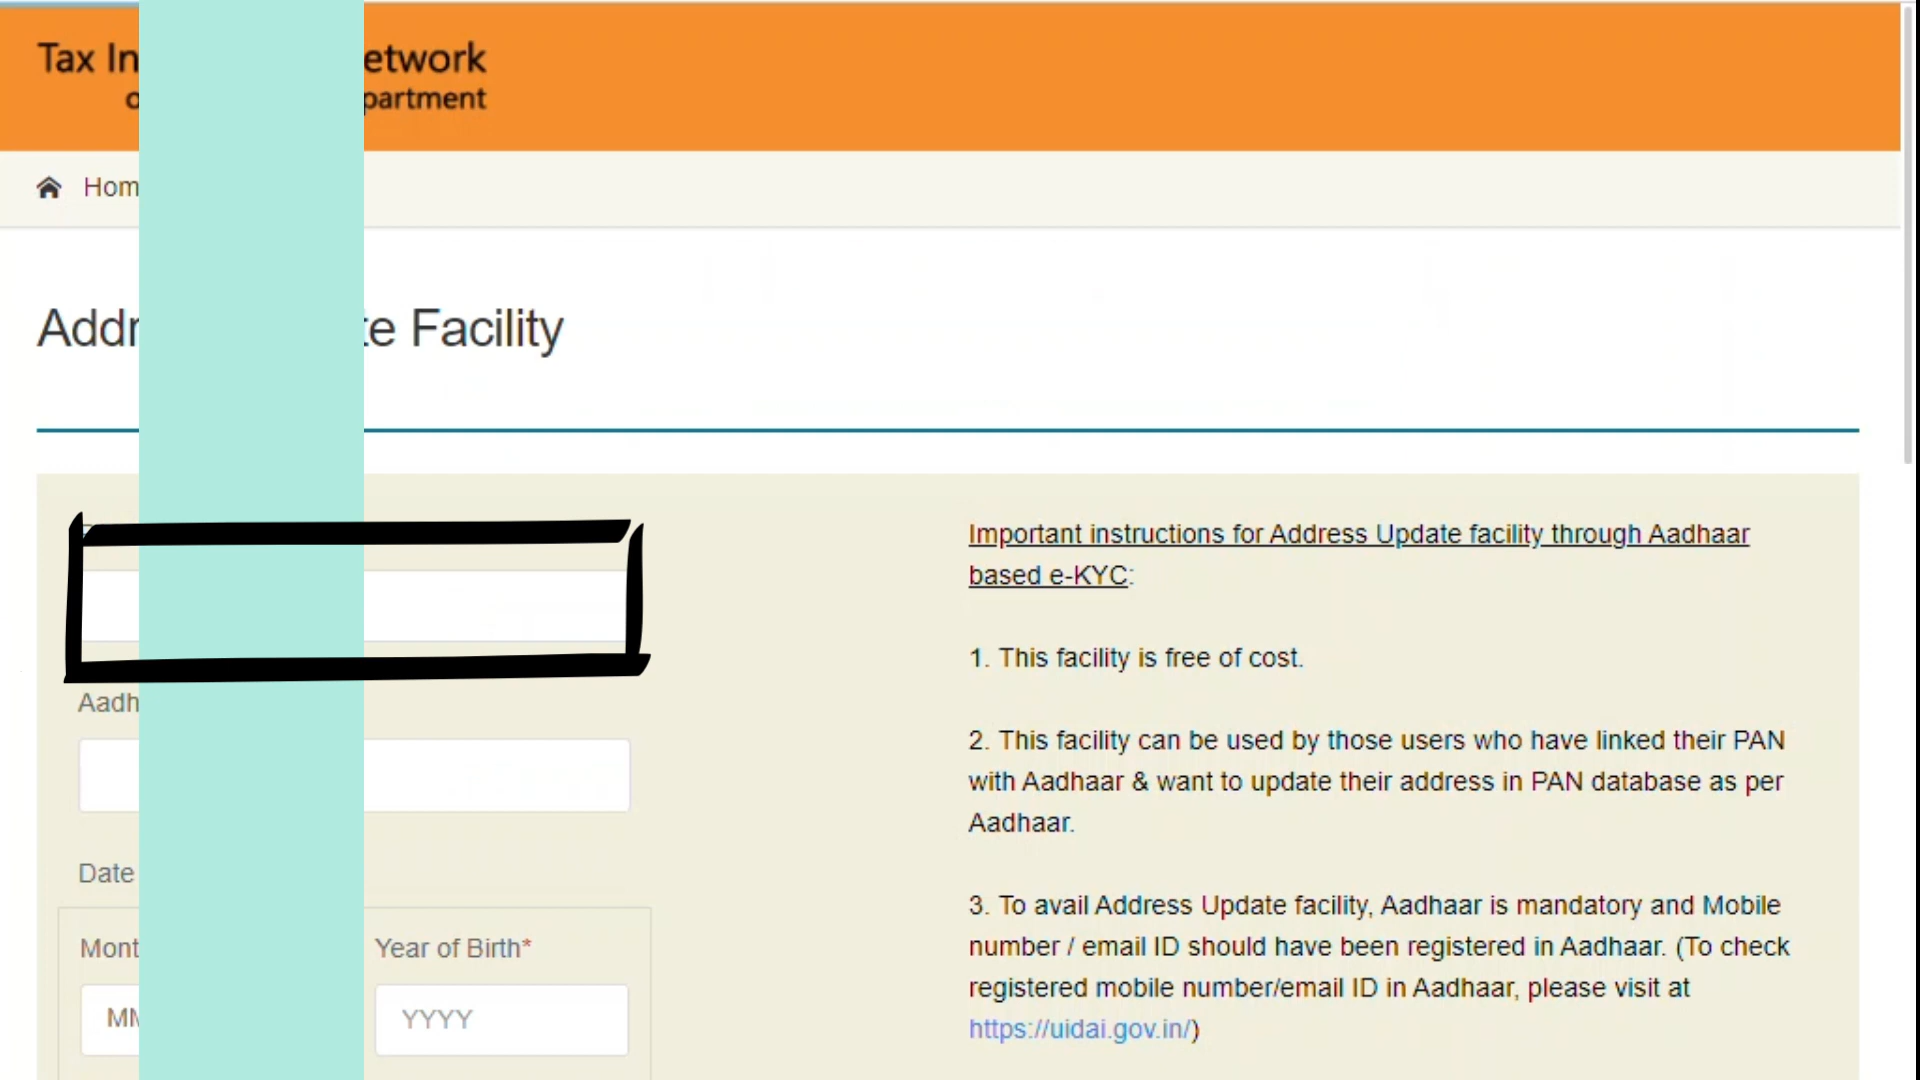 Tax In etwork
o partment
Hom
Addr te Facility
Aadh
Date
Mont Year of Birth*
MM YYYY
Important instructions for Address Update facility through Aadhaar
based e-KYC:
1. This facility is free of cost.
2. This facility can be used by those users who have linked their PAN
with Aadhaar & want to update their address in PAN database as per
Aadhaar.
3. To avail Address Update facility, Aadhaar is mandatory and Mobile
number / email ID should have been registered in Aadhaar. (To check
registered mobile number/email ID in Aadhaar, please visit at
https://uidai.gov.in/)